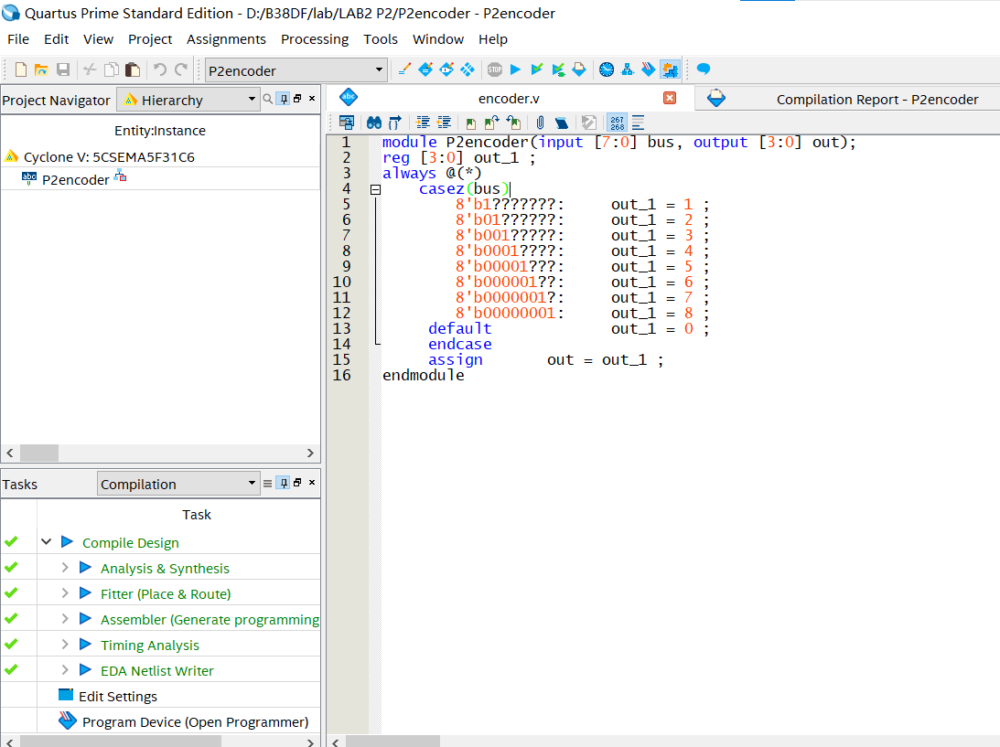 Quartus Prime Standard Edition - D:/B38DF/lab/LAB2 P2/P2encoder - P2encoder
File Edit View Project Assignments Processing Tools Window Help
P2encoder
STOP
Project Navigator Hierarchy
Entity:Instance
Cyclone V: 5CSEMA5F31C6
abc P2encoder
Tasks Compilation
Task
Compile Design
Analysis & Synthesis
Fitter (Place & Route)
Assembler (Generate programming
Timing Analysis
EDA Netlist Writer
Edit Settings
Program Device (Open Programmer)
abc encoder.v Compilation Report - P2encoder
267
268
1 module P2encoder(input [7:0] bus, output [3:0] out);
2 reg [3:0] out_1 ;
3 always @(*)
4 casez(bus)
5 8'b1???????: out_1 = 1 ;
6 8'b01??????: out_1 = 2 ;
7 8'b001?????: out_1 = 3 ;
8 8'b0001????: out_1 = 4 ;
9 8'b00001???: out_1 = 5 ;
10 8'b000001??: out_1 = 6 ;
11 8'b0000001?: out_1 = 7 ;
12 8'b00000001: out_1 = 8 ;
13 default out_1 = 0 ;
14 endcase
15 assign out = out_1 ;
16 endmodule